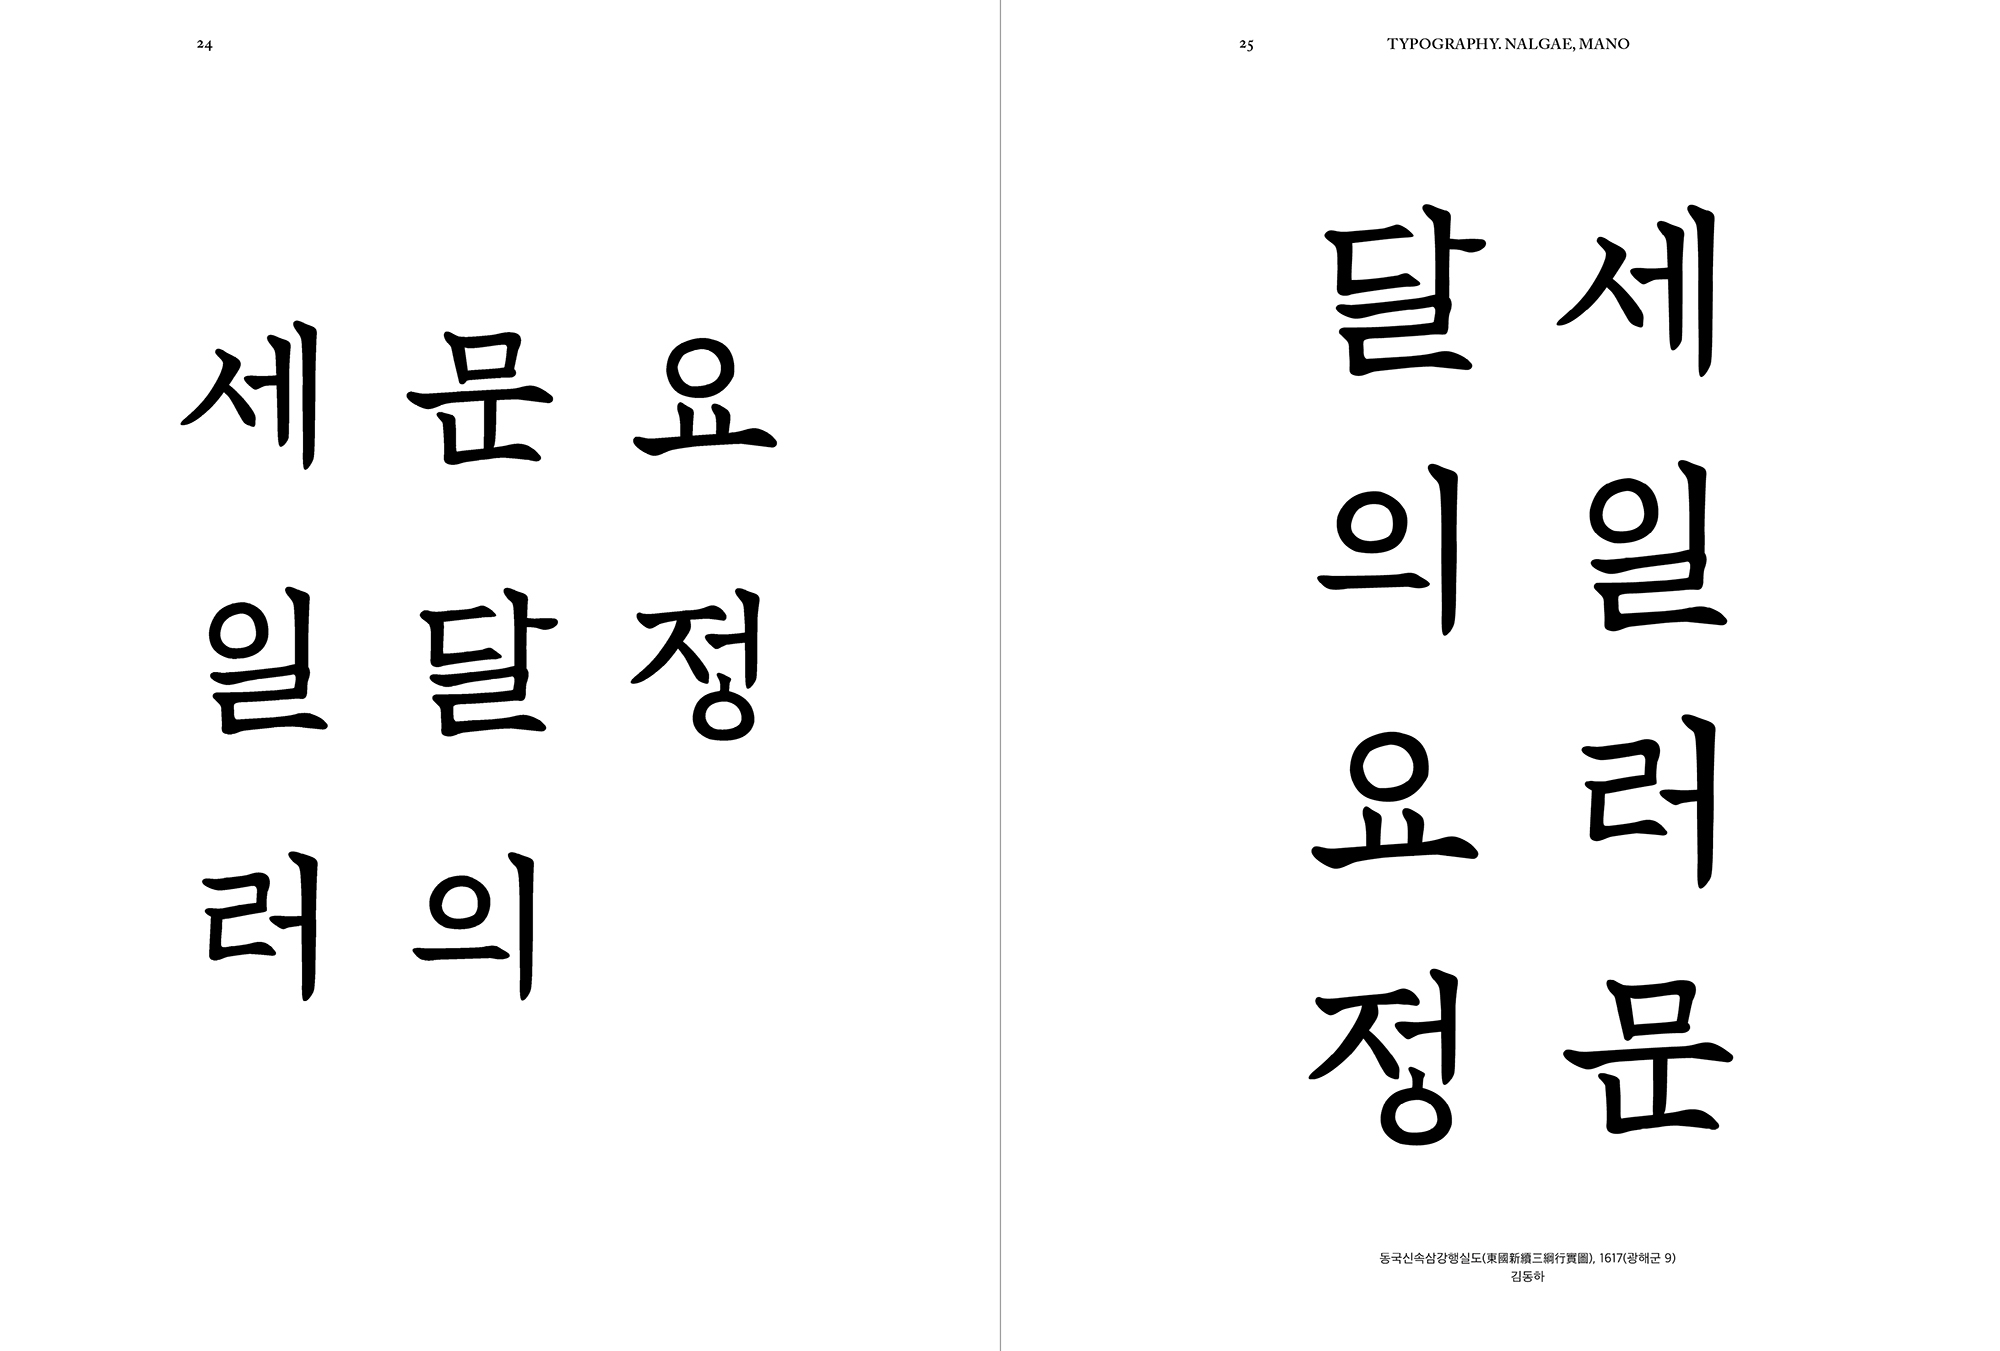 24
세문요
일달정
러의
25 TYPOGRAPHY. NALGAE, MANO
달세
의일
요러
정문
동국신속삼강행실도(東國新續三綱行實圖), 1617(광해군 9)
김동하